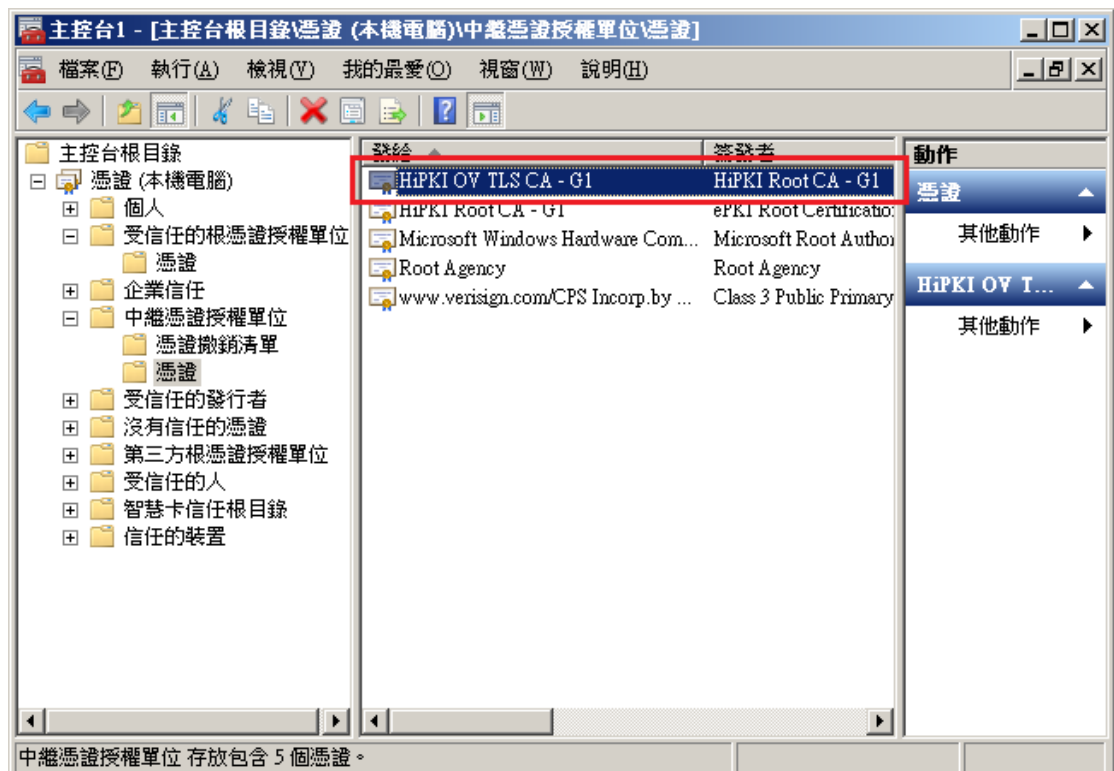 主控台1 - [主控台根目錄\憑證 (本機電腦)\中繼憑證授權單位\憑證]
檔案(F) 執行(A) 檢視(V) 我的最愛(O) 視窗(W) 說明(H)
主控台根目錄
憑證 (本機電腦)
個人
受信任的根憑證授權單位
憑證
企業信任
中繼憑證授權單位
憑證撤銷清單
憑證
受信任的發行者
沒有信任的憑證
第三方根憑證授權單位
受信任的人
智慧卡信任根目錄
信任的裝置
發給 簽發者
HiPKI OV TLS CA - G1 HiPKI Root CA - G1
HiPKI Root CA - G1 ePKI Root Certificatio
Microsoft Windows Hardware Com... Microsoft Root Author
Root Agency Root Agency
www.verisign.com/CPS Incorp.by ... Class 3 Public Primary
動作
憑證
其他動作
HiPKI OV T...
其他動作
中繼憑證授權單位 存放包含 5 個憑證。